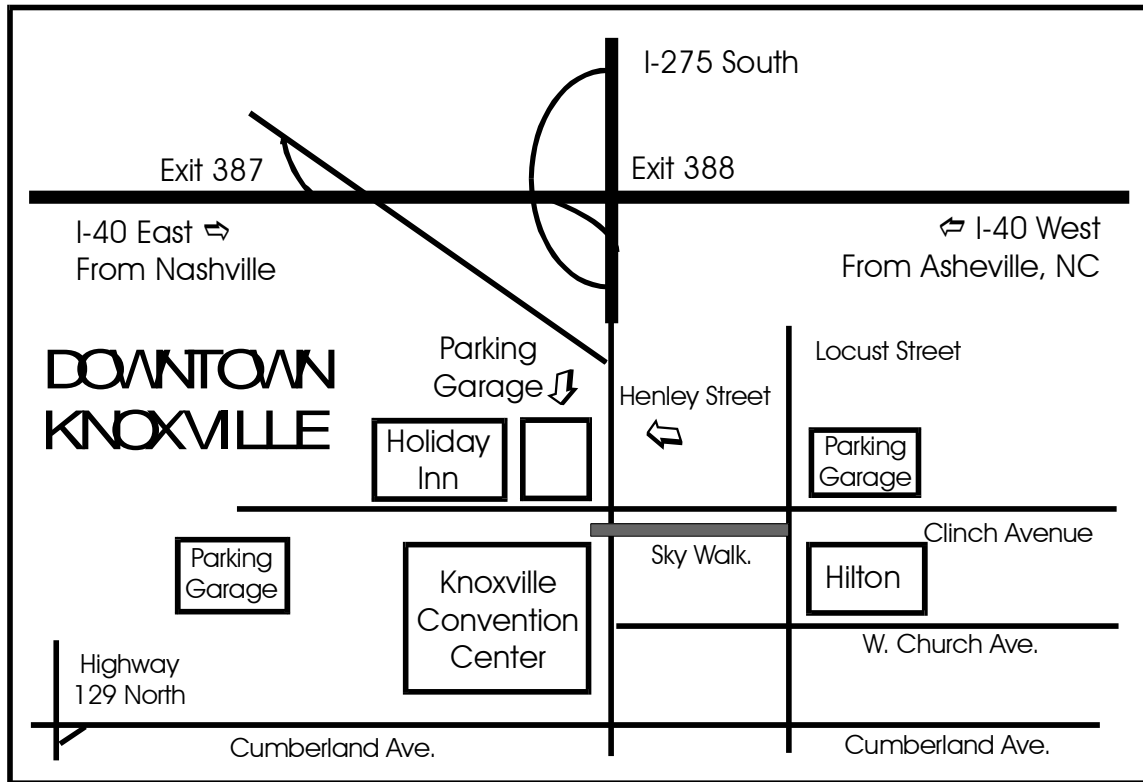 I-275 South
Exit 387
Exit 388
I-40 East
From Nashville
I-40 West
From Asheville, NC
DOWNTOWN
KNOXVILLE
Parking
Garage
Henley Street
Locust Street
Holiday
Inn
Parking
Garage
Clinch Avenue
Sky Walk.
Parking
Garage
Knoxville
Convention
Center
Hilton
W. Church Ave.
Highway
129 North
Cumberland Ave.
Cumberland Ave.